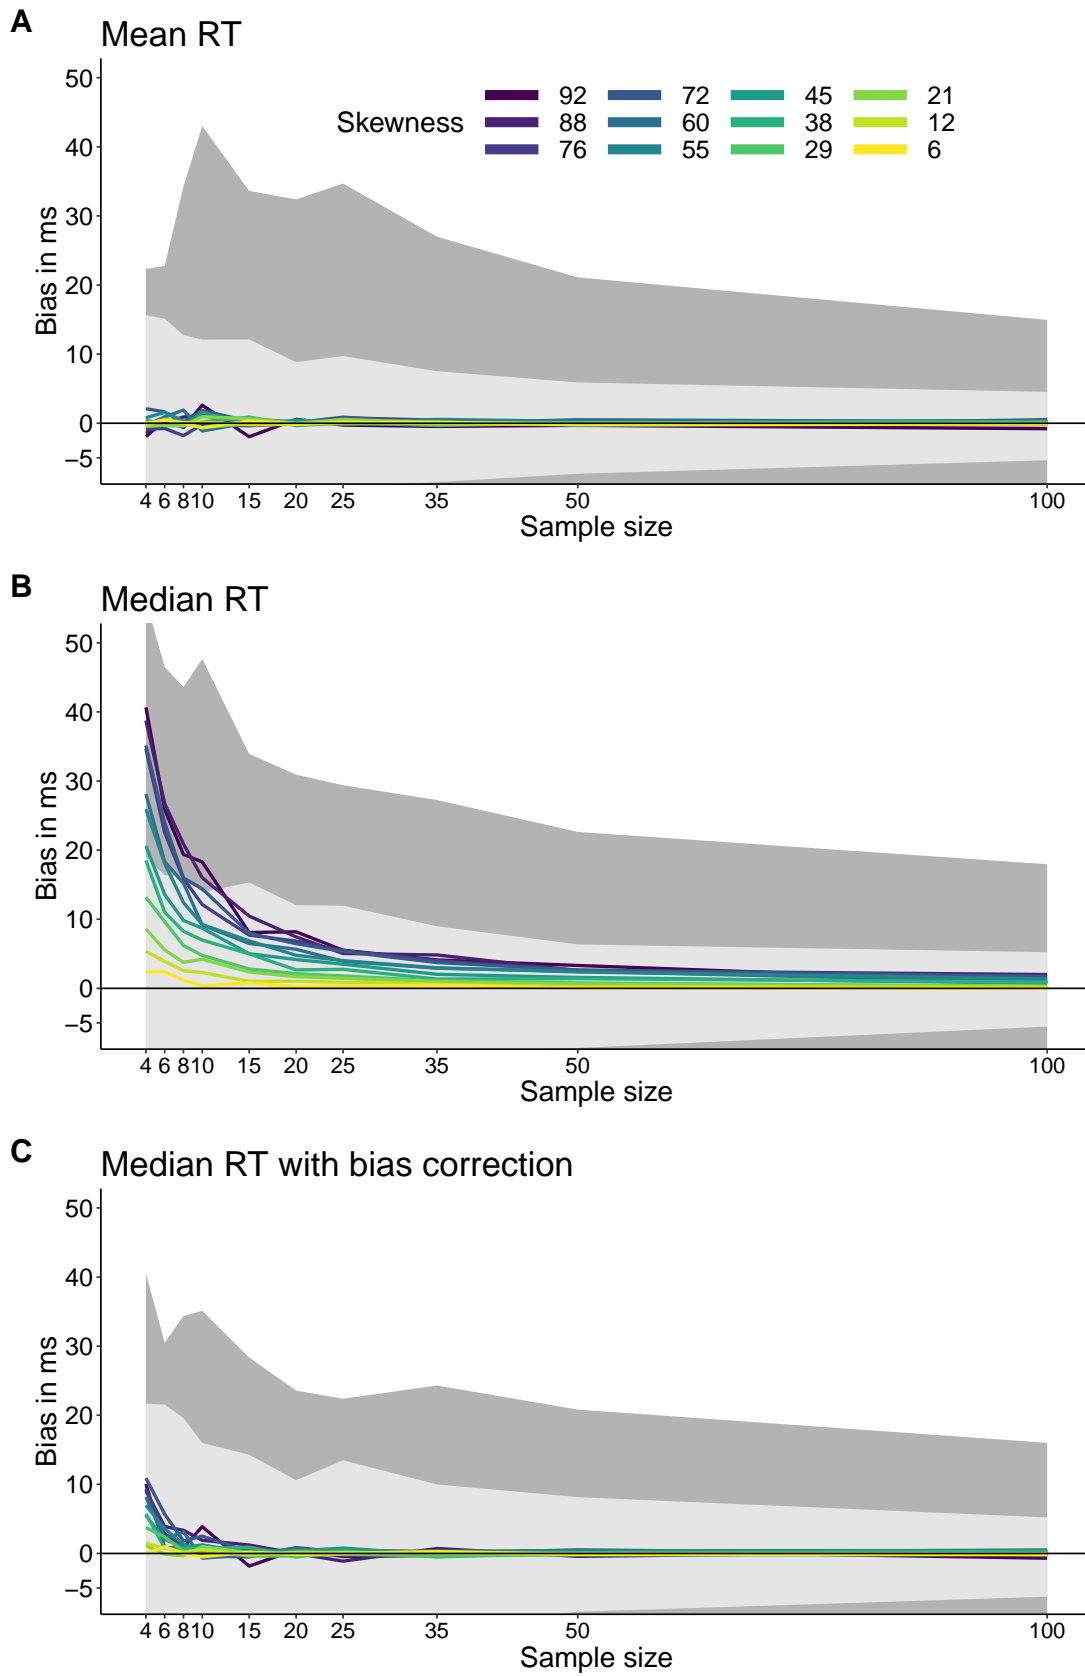 A
Mean RT
50
40
30
20
10
0
−5
Bias in ms
Skewness
92 72 45 21
88 60 38 12
76 55 29 6
4 6 8 10 15 20 25 35 50 100
Sample size
B
Median RT
50
40
30
20
10
0
−5
Bias in ms
4 6 8 10 15 20 25 35 50 100
Sample size
C
Median RT with bias correction
50
40
30
20
10
0
−5
Bias in ms
4 6 8 10 15 20 25 35 50 100
Sample size